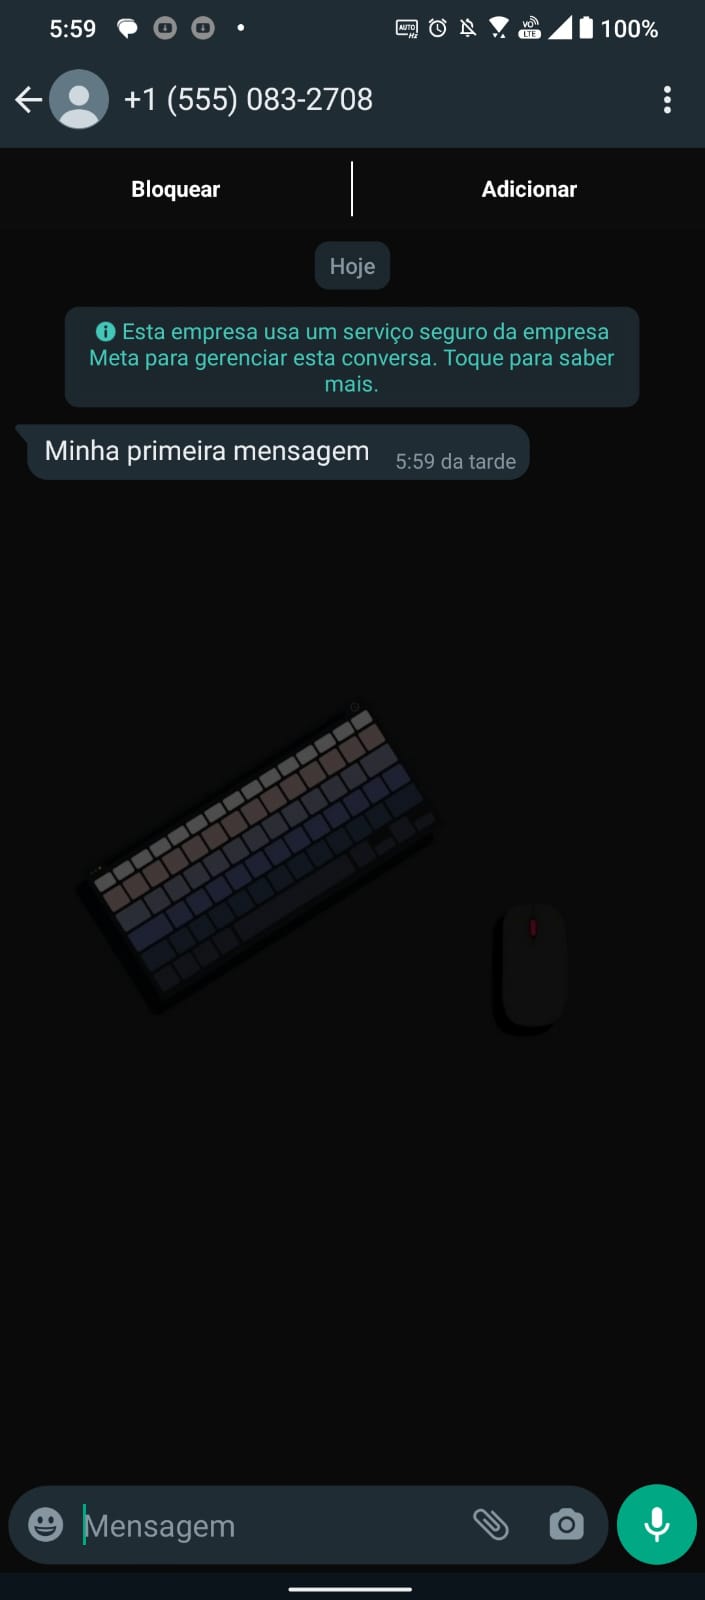 5:59 100%
+1 (555) 083-2708
Bloquear Adicionar
Hoje
Esta empresa usa um serviço seguro da empresa
Meta para gerenciar esta conversa. Toque para saber
mais.
Minha primeira mensagem 5:59 da tarde
Mensagem